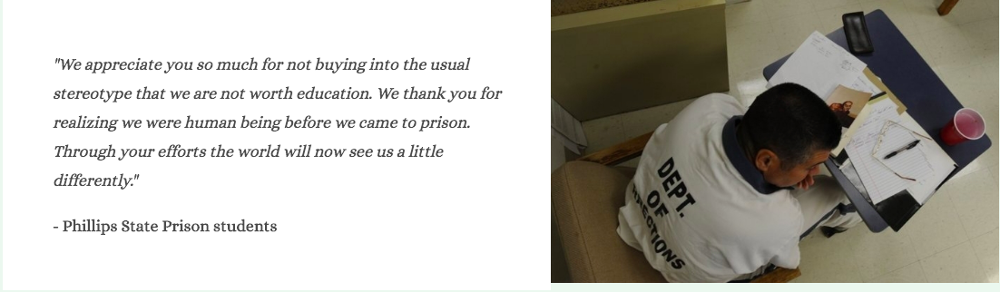 "We appreciate you so much for not buying into the usual
stereotype that we are not worth education. We thank you for
realizing we were human being before we came to prison.
Through your efforts the world will now see us a little
differently."
- Phillips State Prison students
DEPT.
OF